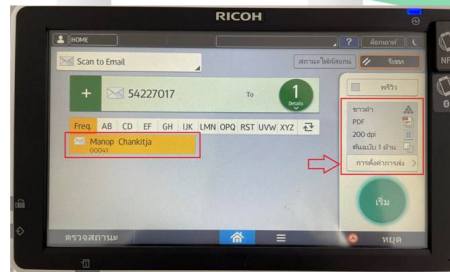 RICOH
HOME
?
ล็อกเอาท์
Scan to Email
สถานะไฟล์สแกน
รีเซต
+ 54227017 To 1
Details
พรีวิว
Freq. AB CD EF GH IJK LMN OPQ RST UVW XYZ
Manop Chankitja
00041
ขาวดำ
PDF
200 dpi
ต้นฉบับ 1 ด้าน
การตั้งค่าการส่ง >
เริ่ม
ตรวจสถานะ
หยุด